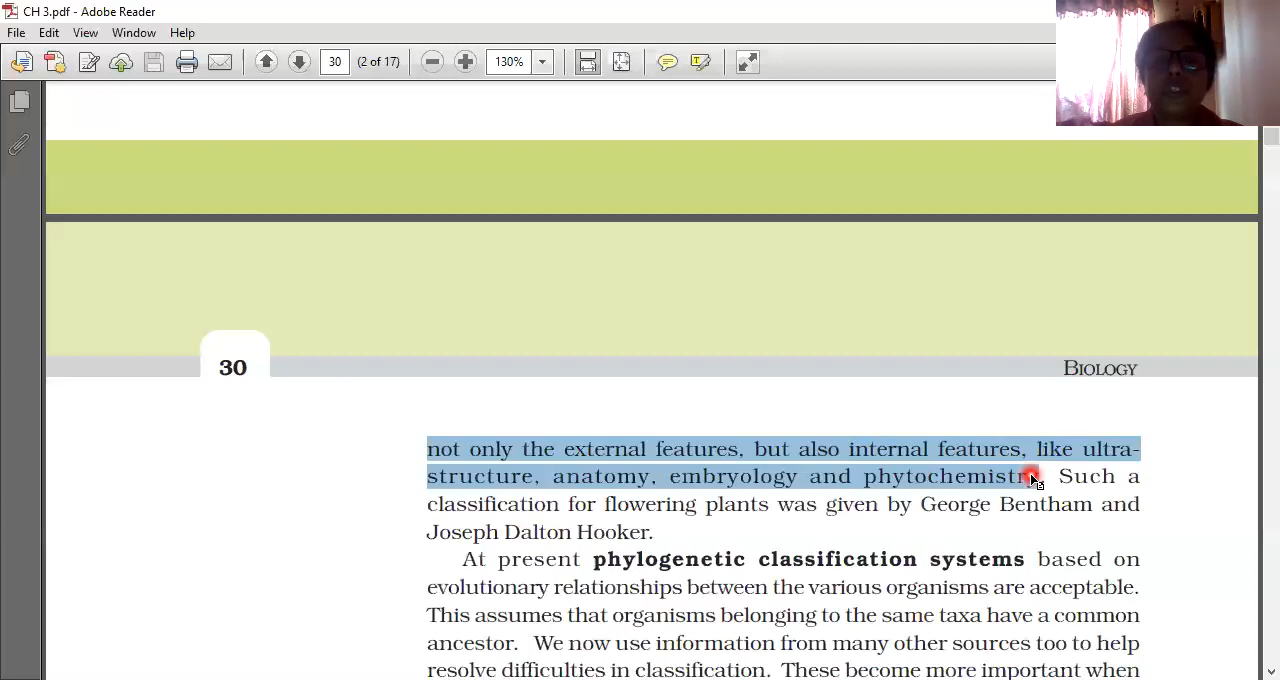 CH 3.pdf - Adobe Reader
File Edit View Window Help
30 (2 of 17) 130%
30
BIOLOGY
not only the external features, but also internal features, like ultra-
structure, anatomy, embryology and phytochemistry. Such a
classification for flowering plants was given by George Bentham and
Joseph Dalton Hooker.
At present phylogenetic classification systems based on
evolutionary relationships between the various organisms are acceptable.
This assumes that organisms belonging to the same taxa have a common
ancestor. We now use information from many other sources too to help
resolve difficulties in classification. These become more important when